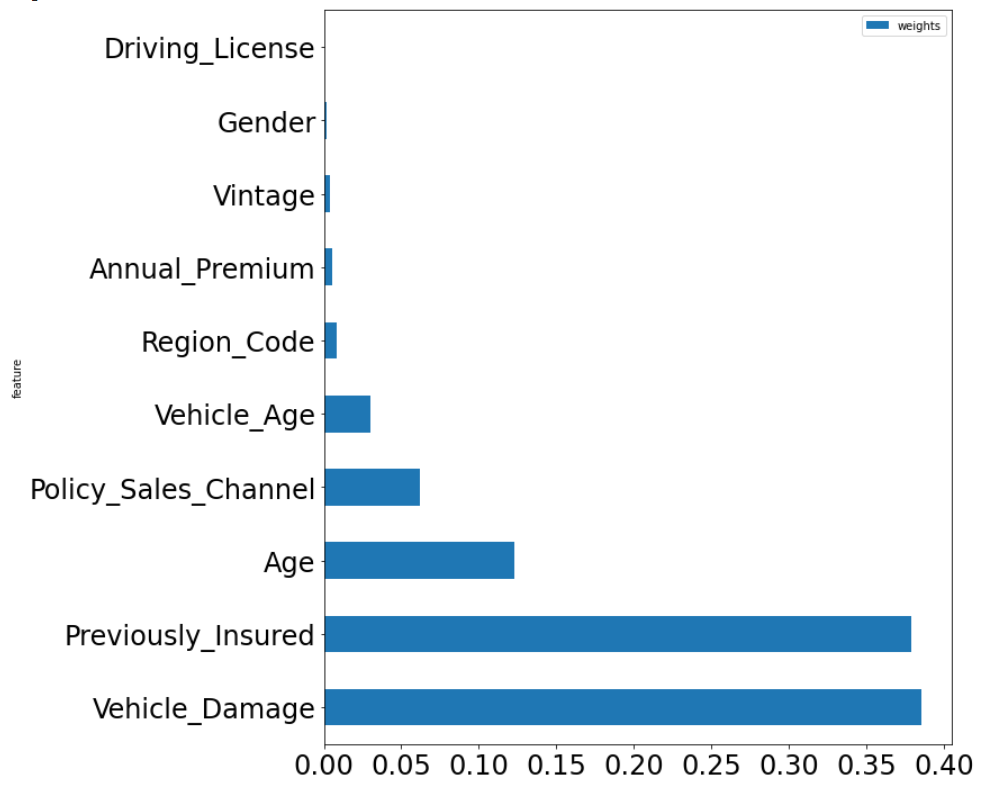 weights
Driving_License
Gender
Vintage
Annual_Premium
Region_Code
Vehicle_Age
Policy_Sales_Channel
Age
Previously_Insured
Vehicle_Damage
feature
0.00 0.05 0.10 0.15 0.20 0.25 0.30 0.35 0.40